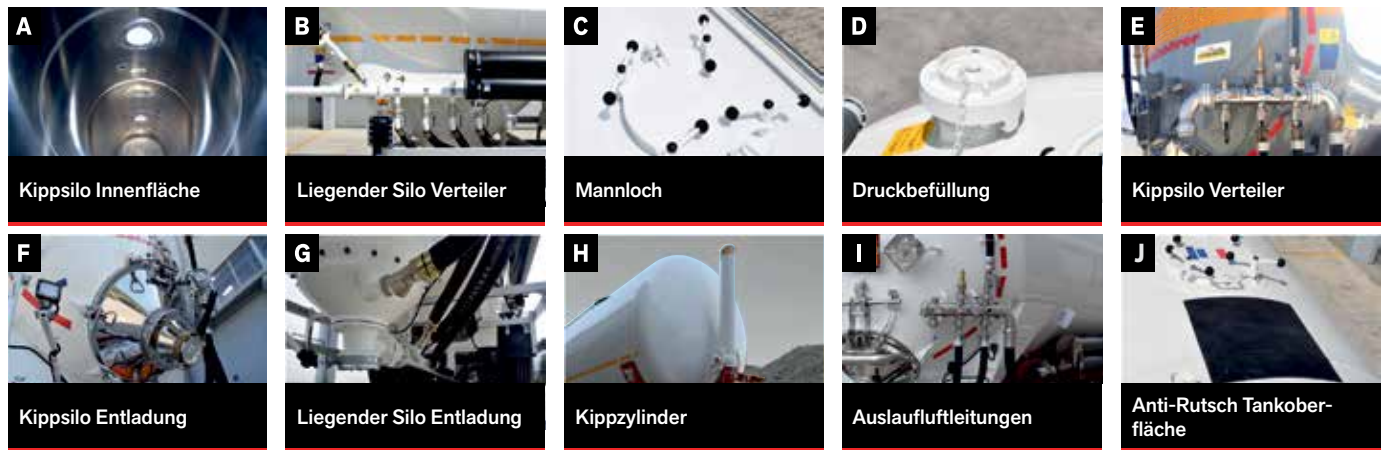 A
B
C
D
E
Kippsilo Innenfläche
Liegender Silo Verteiler
Mannloch
Druckbefüllung
Kippsilo Verteiler
F
G
H
I
J
Kippsilo Entladung
Liegender Silo Entladung
Kippzylinder
Auslaufluftleitungen
Anti-Rutsch Tankober-
fläche